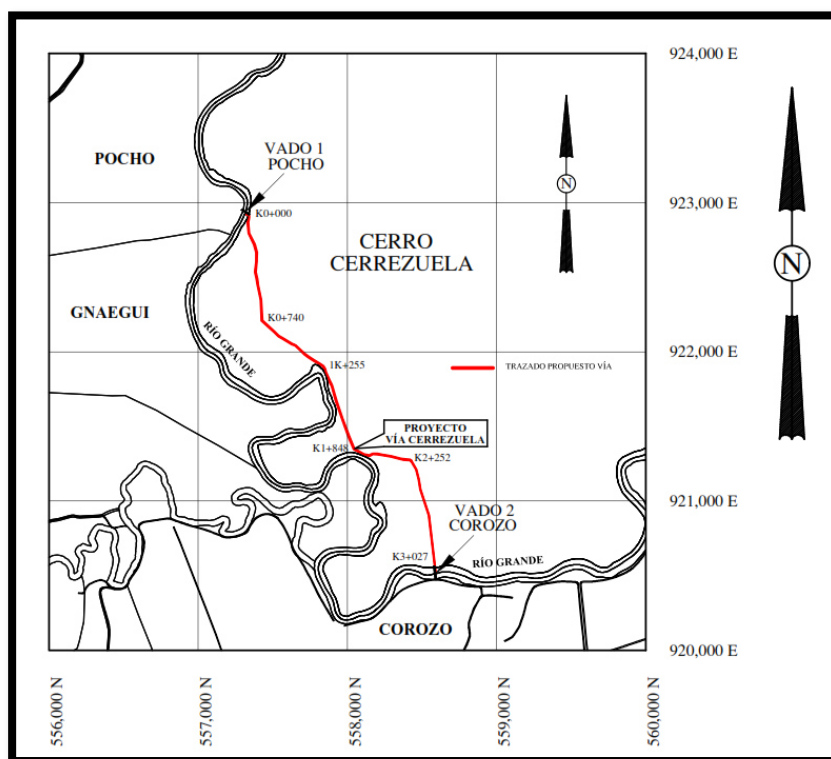 924,000 E
POCHO
VADO 1
POCHO
N
923,000 E
K0+000
CERRO
CERREZUELA
N
GNAEGUI
K0+740
RÍO GRANDE
922,000 E
1K+255
TRAZADO PROPUESTO VÍA
PROYECTO
VÍA CERREZUELA
K1+848
K2+252
921,000 E
VADO 2
COROZO
K3+027
RÍO GRANDE
COROZO
920,000 E
556,000 N
557,000 N
558,000 N
559,000 N
560,000 N